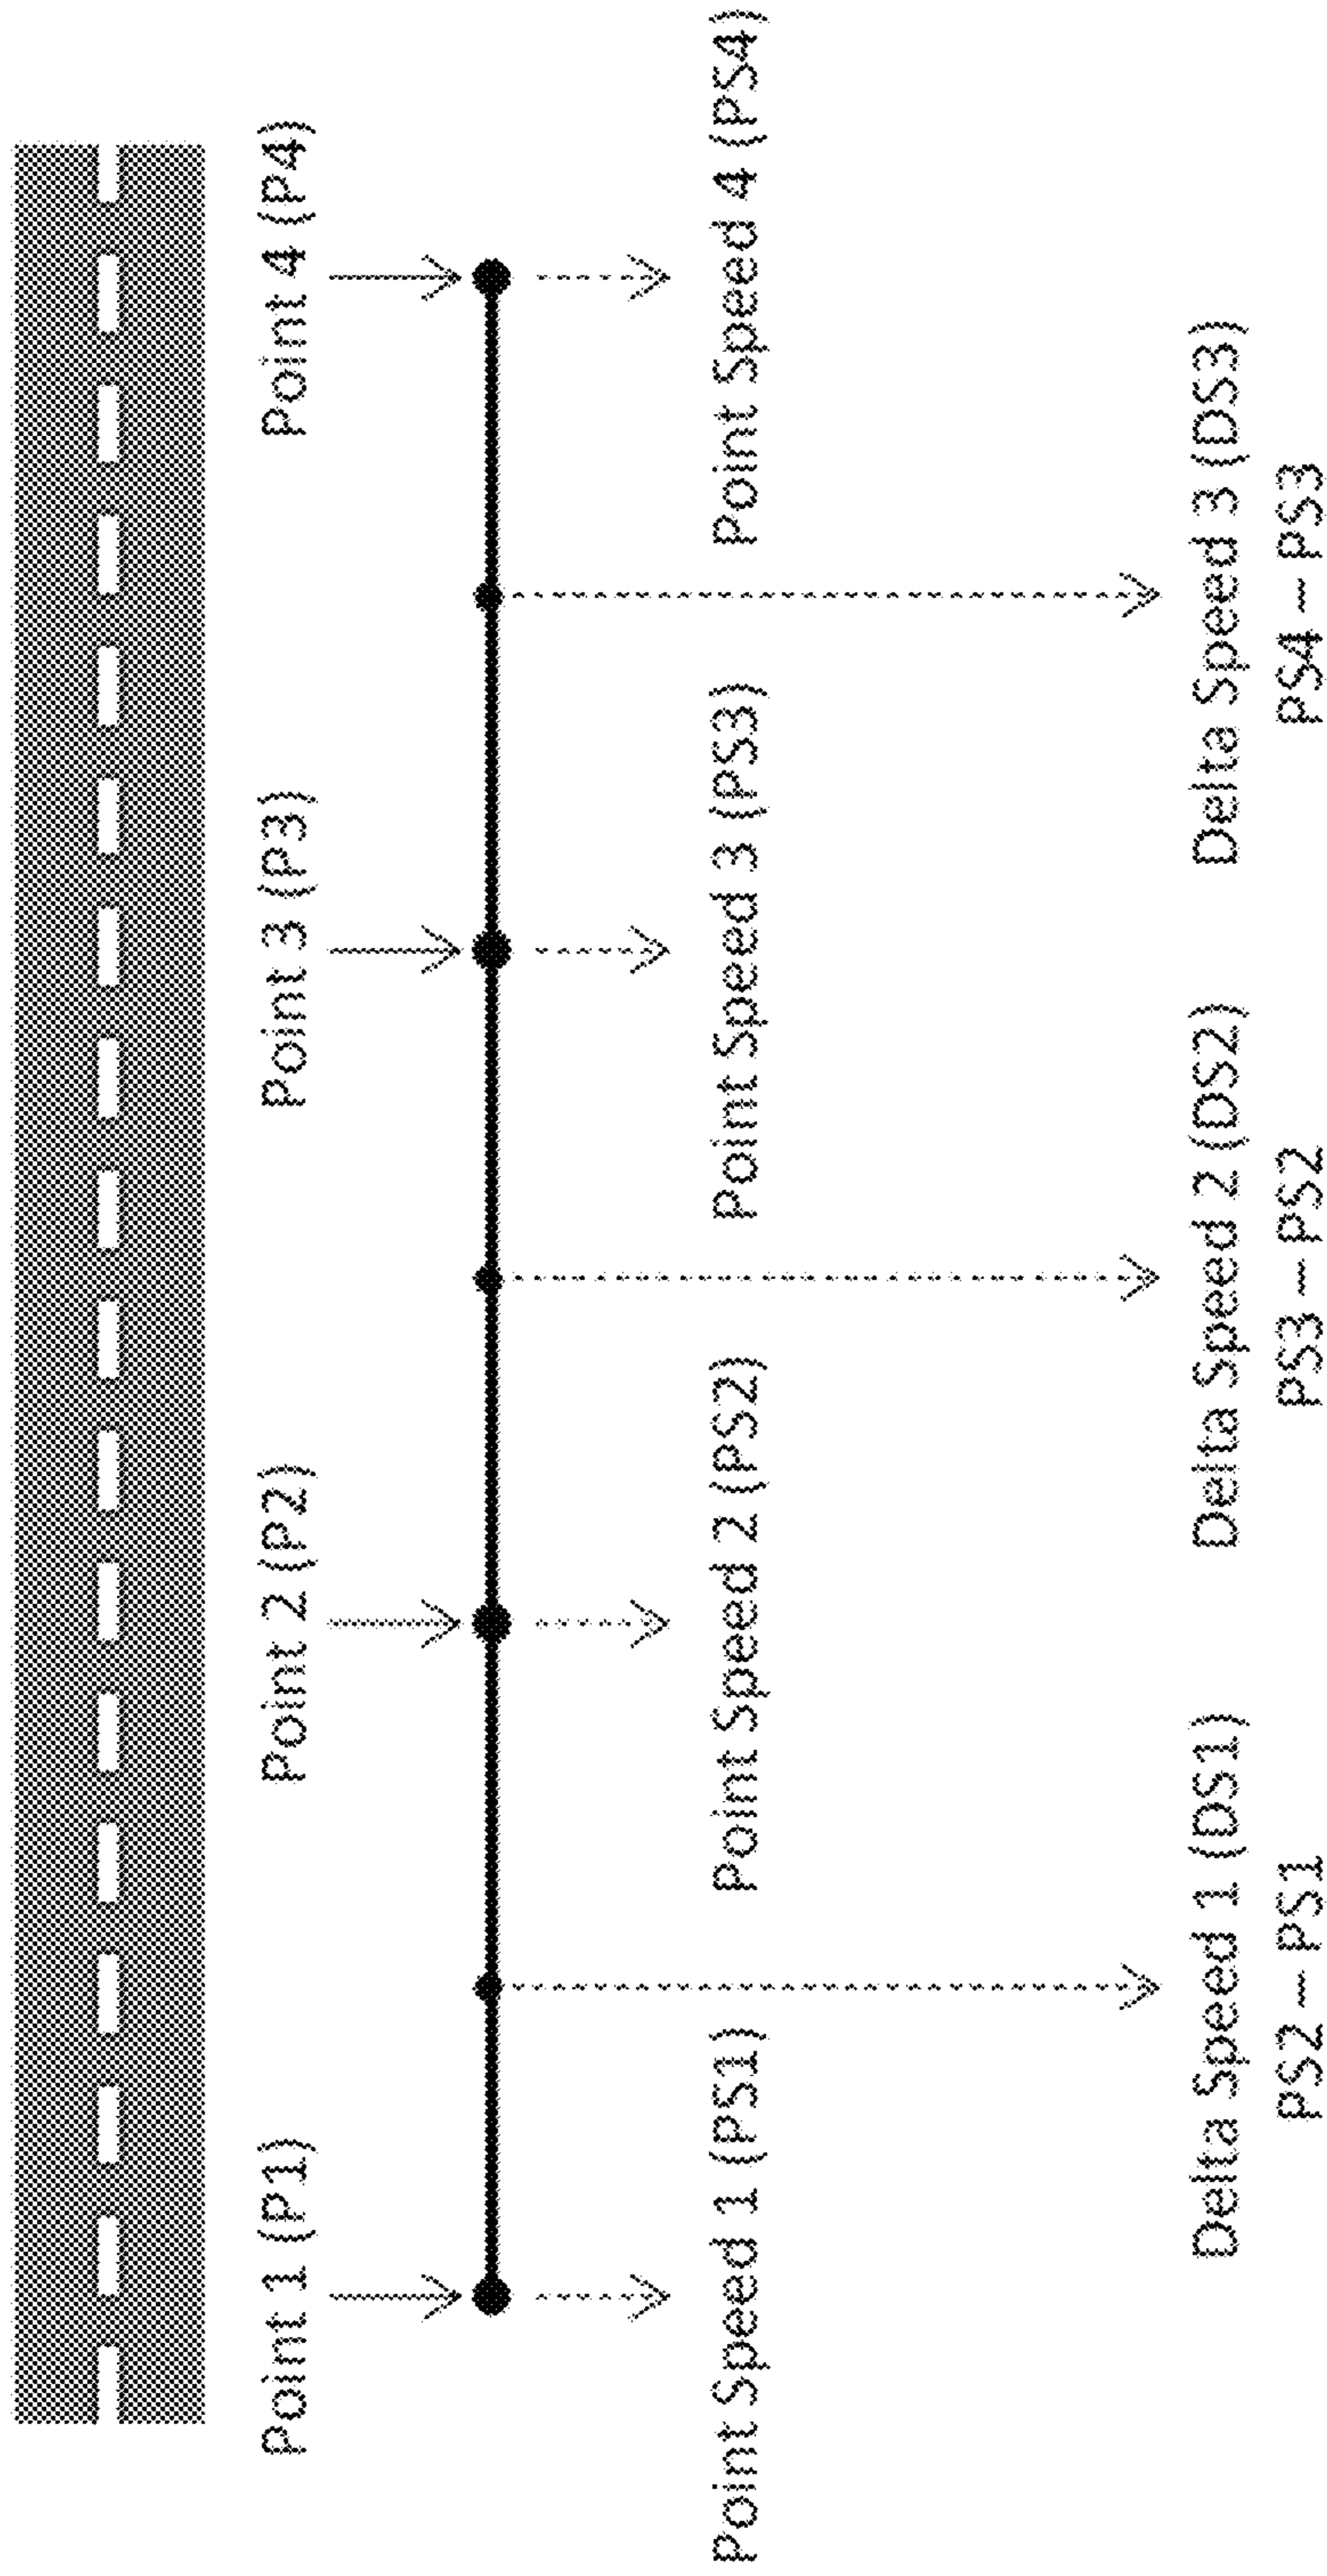 Point 1 (P1)
Point 2 (P2)
Point 3 (P3)
Point 4 (P4)
Point Speed 1 (PS1)
Point Speed 2 (PS2)
Point Speed 3 (PS3)
Point Speed 4 (PS4)
Delta Speed 1 (DS1)
PS2 – PS1
Delta Speed 2 (DS2)
PS3 – PS2
Delta Speed 3 (DS3)
PS4 – PS3